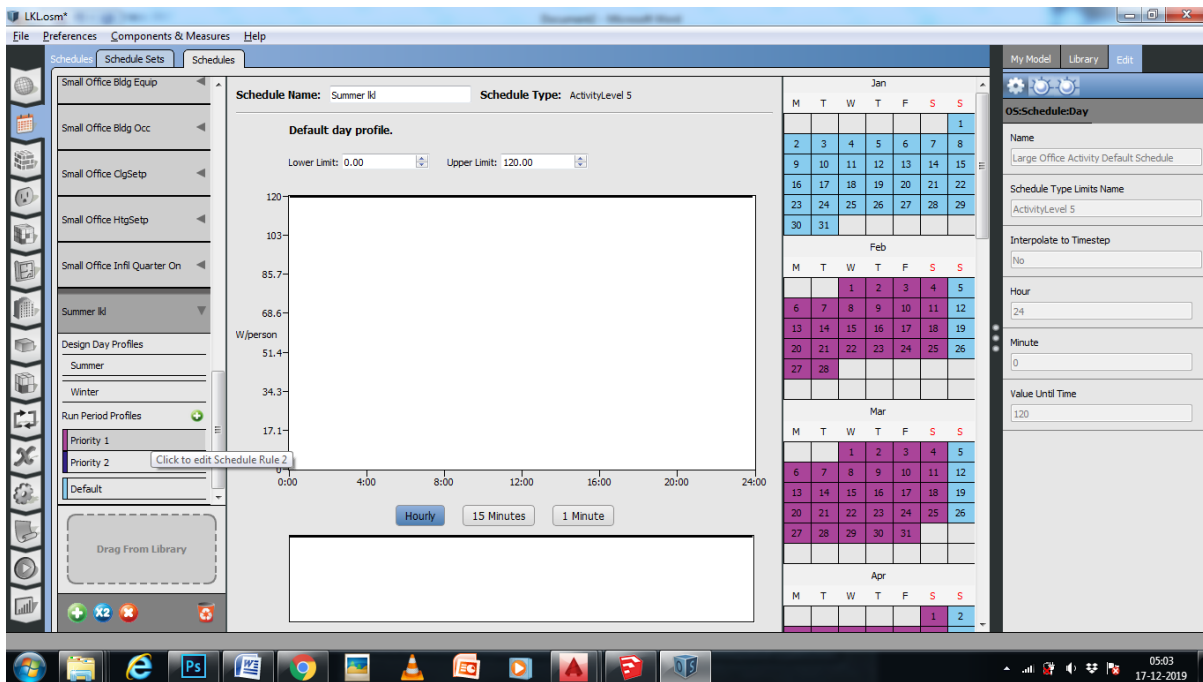 LKL.osm*
File Preferences Components & Measures Help
Schedules Schedule Sets Schedules
Small Office Bldg Equip
Small Office Bldg Occ
Small Office ClgSetp
Small Office HtgSetp
Small Office Infil Quarter On
Summer lkl
Design Day Profiles
Summer
Winter
Run Period Profiles
Priority 1
Priority 2
Default
Click to edit Schedule Rule 2
Drag From Library
X2
Schedule Name: Summer lkl Schedule Type: ActivityLevel 5
Default day profile.
Lower Limit: 0.00 Upper Limit: 120.00
120
103
85.7
68.6
W/person
51.4
34.3
17.1
0:00 4:00 8:00 12:00 16:00 20:00 24:00
Hourly 15 Minutes 1 Minute
Jan
M T W T F S S
1
2 3 4 5 6 7 8
9 10 11 12 13 14 15
16 17 18 19 20 21 22
23 24 25 26 27 28 29
30 31
Feb
M T W T F S S
1 2 3 4 5
6 7 8 9 10 11 12
13 14 15 16 17 18 19
20 21 22 23 24 25 26
27 28
Mar
M T W T F S S
1 2 3 4 5
6 7 8 9 10 11 12
13 14 15 16 17 18 19
20 21 22 23 24 25 26
27 28 29 30 31
Apr
M T W T F S S
1 2
My Model Library Edit
OS:Schedule:Day
Name
Large Office Activity Default Schedule
Schedule Type Limits Name
ActivityLevel 5
Interpolate to Timestep
No
Hour
24
Minute
0
Value Until Time
120
Ps
05:03
17-12-2019